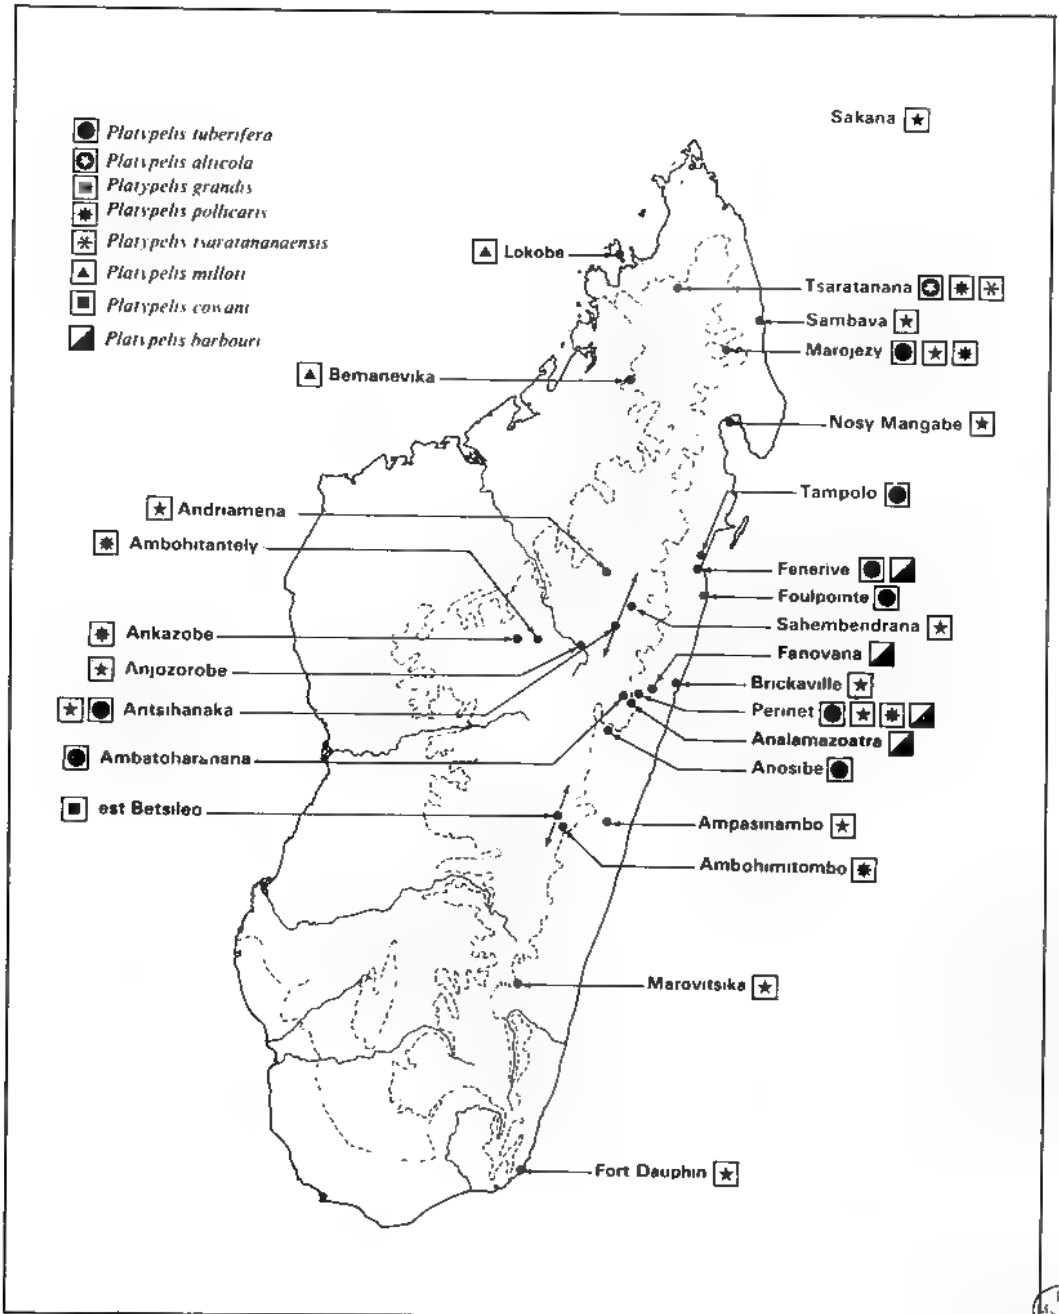 Platypelis tuberifera
Platypelis alticola
Platypelis grandis
Platypelis pollicaris
Platypelis tsaratananaensis
Platypelis milloti
Platypelis cowani
Platypelis barbouri
Sakana
Lokobe
Tsaratanana
Sambava
Marojezy
Bemanevika
Nosy Mangabe
Tampolo
Andriamena
Ambohitantely
Fenerive
Foulpointe
Sahembendrana
Ankazobe
Fanovana
Anjozorobe
Brickaville
Antsihanaka
Perinet
Analamazoatra
Ambatoharanana
Anosibe
est Betsileo
Ampasinambo
Ambohimitombo
Marovitsika
Fort Dauphin